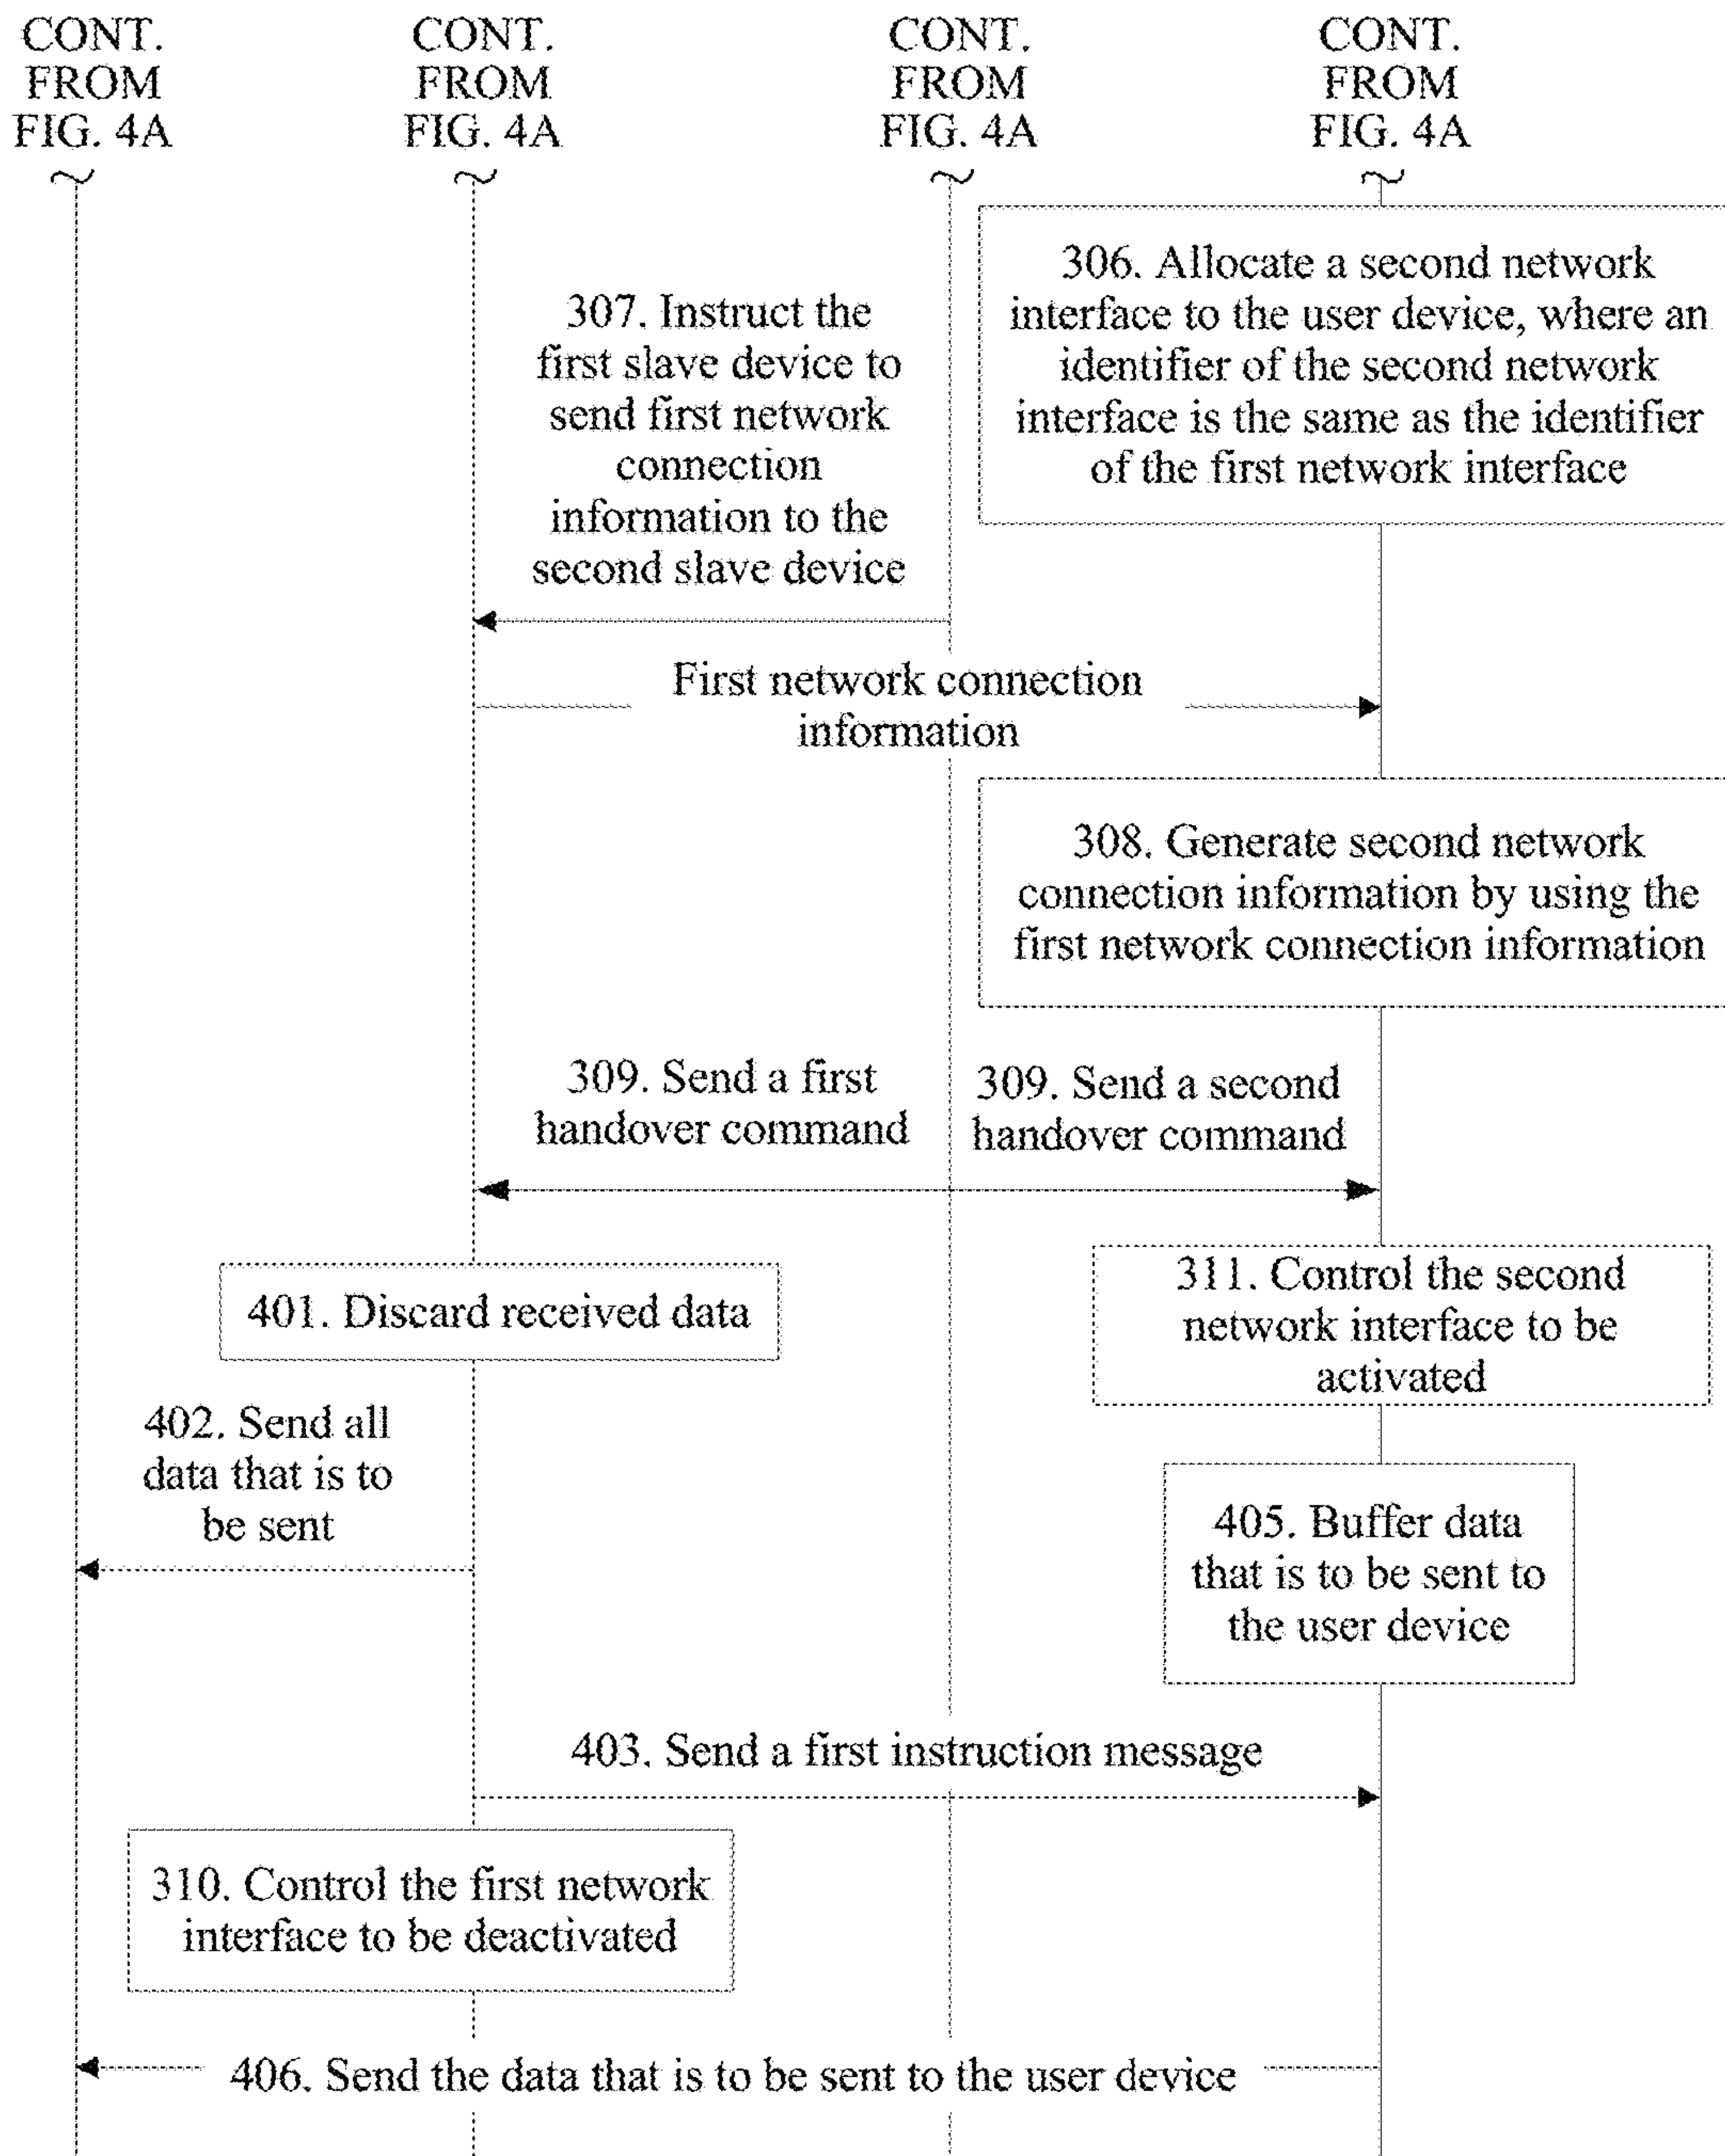 CONT.
FROM
FIG. 4A
CONT.
FROM
FIG. 4A
CONT.
FROM
FIG. 4A
CONT.
FROM
FIG. 4A
306. Allocate a second network
interface to the user device, where an
identifier of the second network
interface is the same as the identifier
of the first network interface
307. Instruct the
first slave device to
send first network
connection
information to the
second slave device
First network connection
information
308. Generate second network
connection information by using the
first network connection information
309. Send a first
handover command
309. Send a second
handover command
401. Discard received data
311. Control the second
network interface to be
activated
402. Send all
data that is to
be sent
405. Buffer data
that is to be sent to
the user device
403. Send a first instruction message
310. Control the first network
interface to be deactivated
406. Send the data that is to be sent to the user device